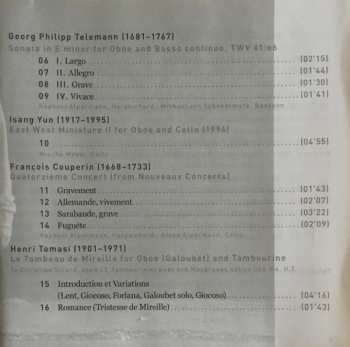 Georg Philipp Telemann (1681–1767)
Sonata in E minor for Oboe and Basso continuo, TWV 41:e6
06 I. Largo (02'15)
07 II. Allegro (01'44)
08 III. Grave (01'30)
09 IV. Vivace (01'41)
Isang Yun (1917–1995)
East West Miniature II for Oboe and Cello (1994)
10 (04'55)
François Couperin (1668–1733)
Quatorzième Concert (from Nouveaux Concerts)
11 Gravement (01'43)
12 Allemande, vivement (02'07)
13 Sarabande, grave (03'22)
14 Fuguète (02'09)
Henri Tomasi (1901–1971)
Le Tombeau de Mireille for Oboe (Galoubet) and Tambourine
15 Introduction et Variations
(Lent, Giocoso, Forlana, Galoubet solo, Giocoso) (04'16)
16 Romance (Tristesse de Mireille) (01'43)